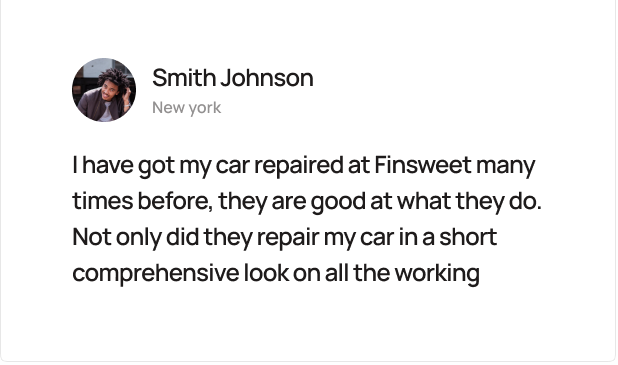 Smith Johnson
New york
I have got my car repaired at Finsweet many
times before, they are good at what they do.
Not only did they repair my car in a short
comprehensive look on all the working